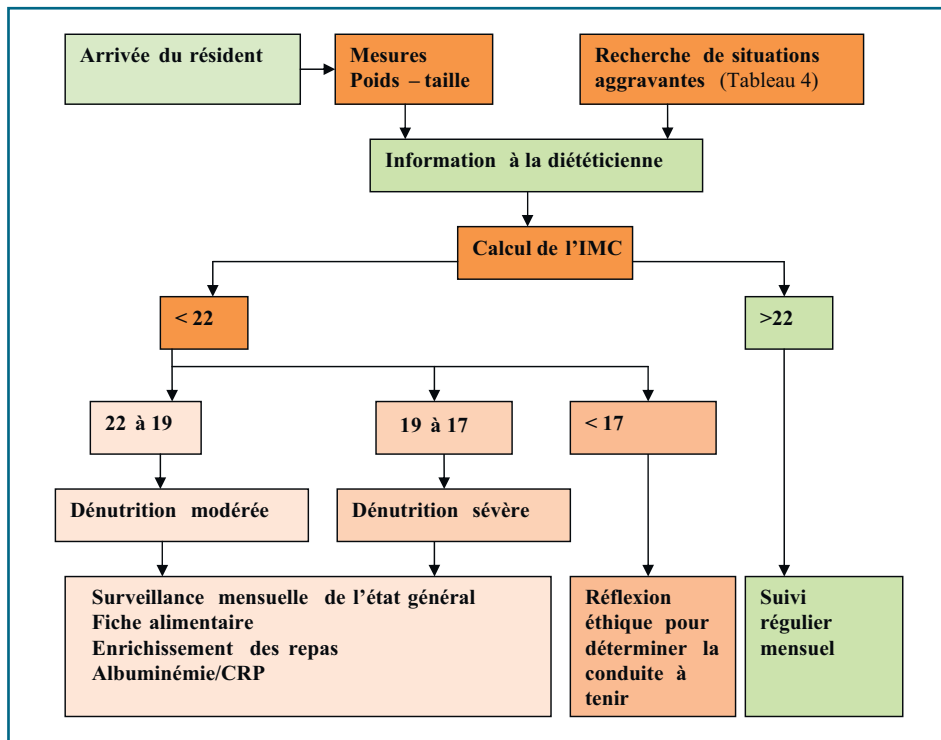 Arrivée du résident
Mesures
Poids – taille
Recherche de situations
aggravantes (Tableau 4)
Information à la diététicienne
Calcul de l’IMC
< 22
>22
22 à 19
19 à 17
< 17
Dénutrition modérée
Dénutrition sévère
Surveillance mensuelle de l’état général
Fiche alimentaire
Enrichissement des repas
Albuminémie/CRP
Réflexion
éthique pour
déterminer la
conduite à
tenir
Suivi
régulier
mensuel